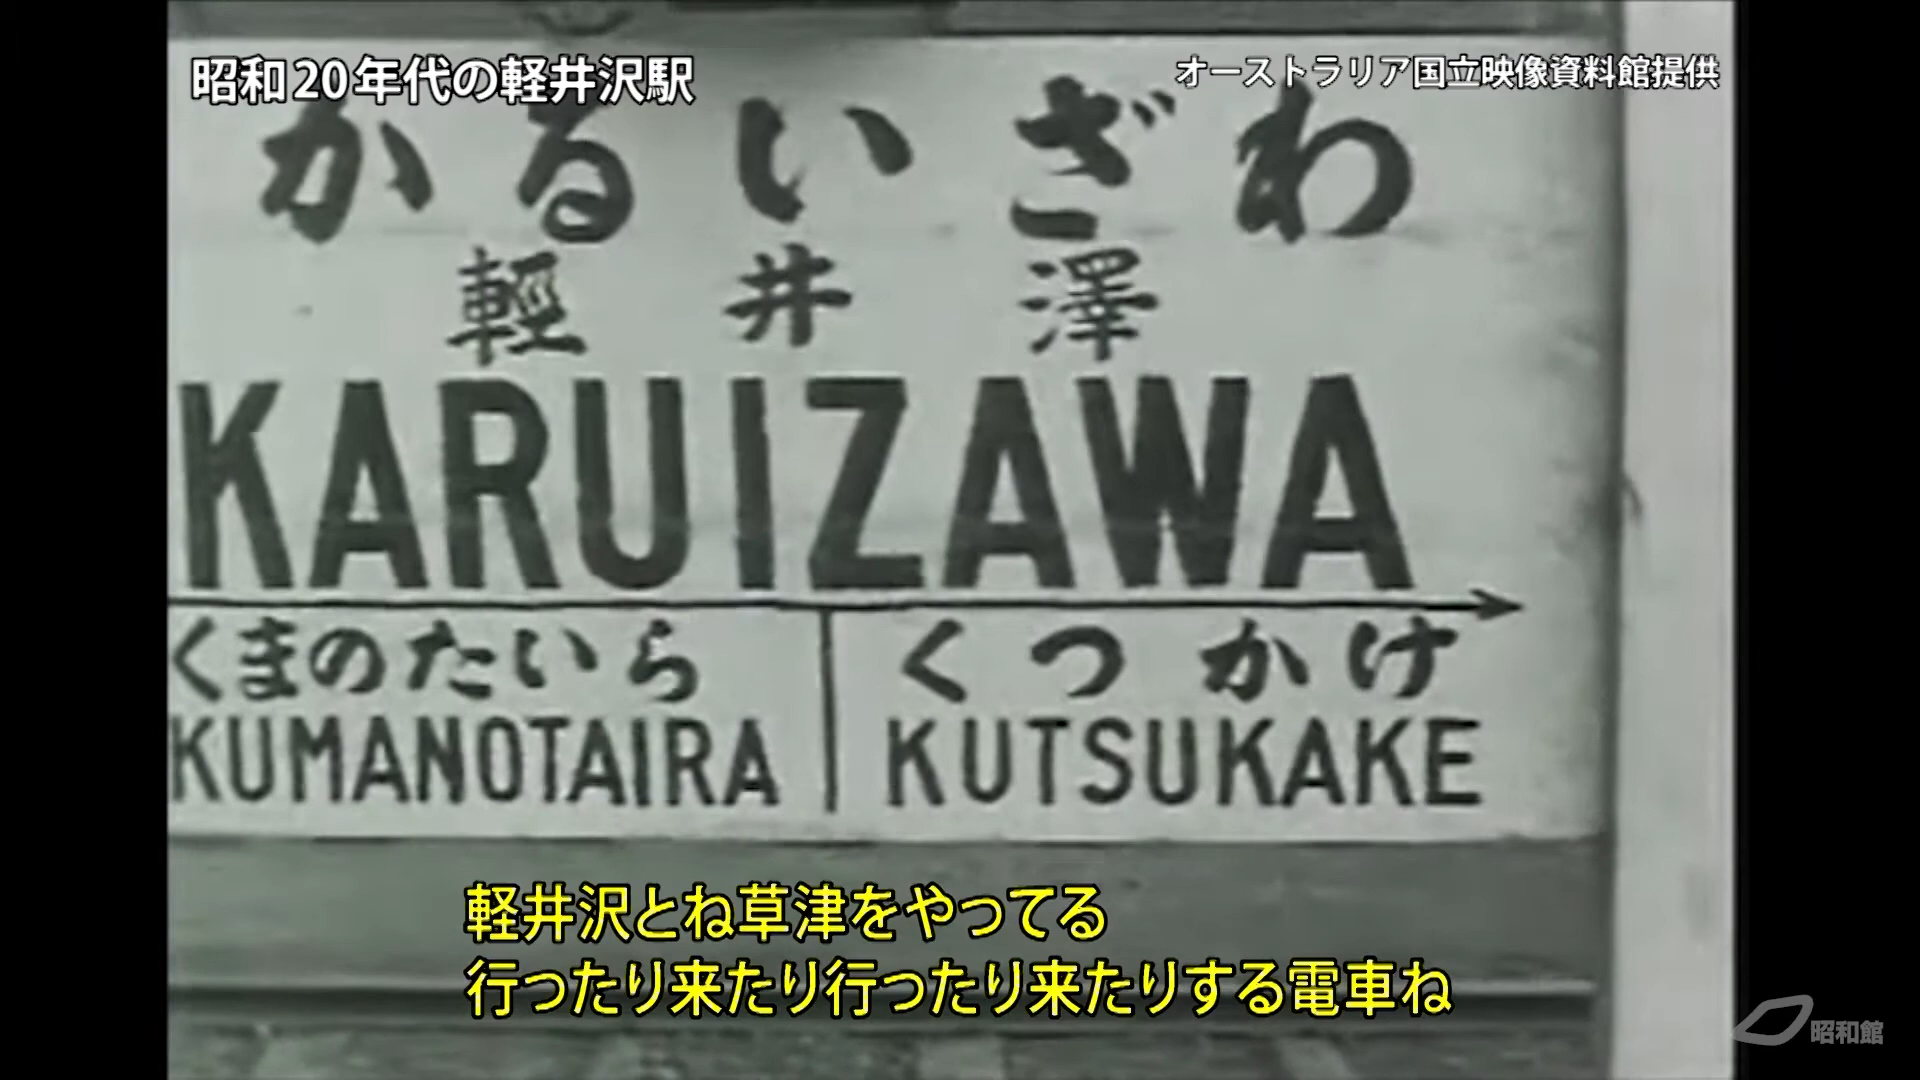 昭和20年代の軽井沢駅
オーストラリア国立映像資料館提供
かるいざわ
輕井澤
KARUIZAWA
くまのたいら
くつかけ
KUMANOTAIRA
KUTSUKAKE
軽井沢とね草津をやってる
行ったり来たり行ったり来たりする電車ね
昭和館